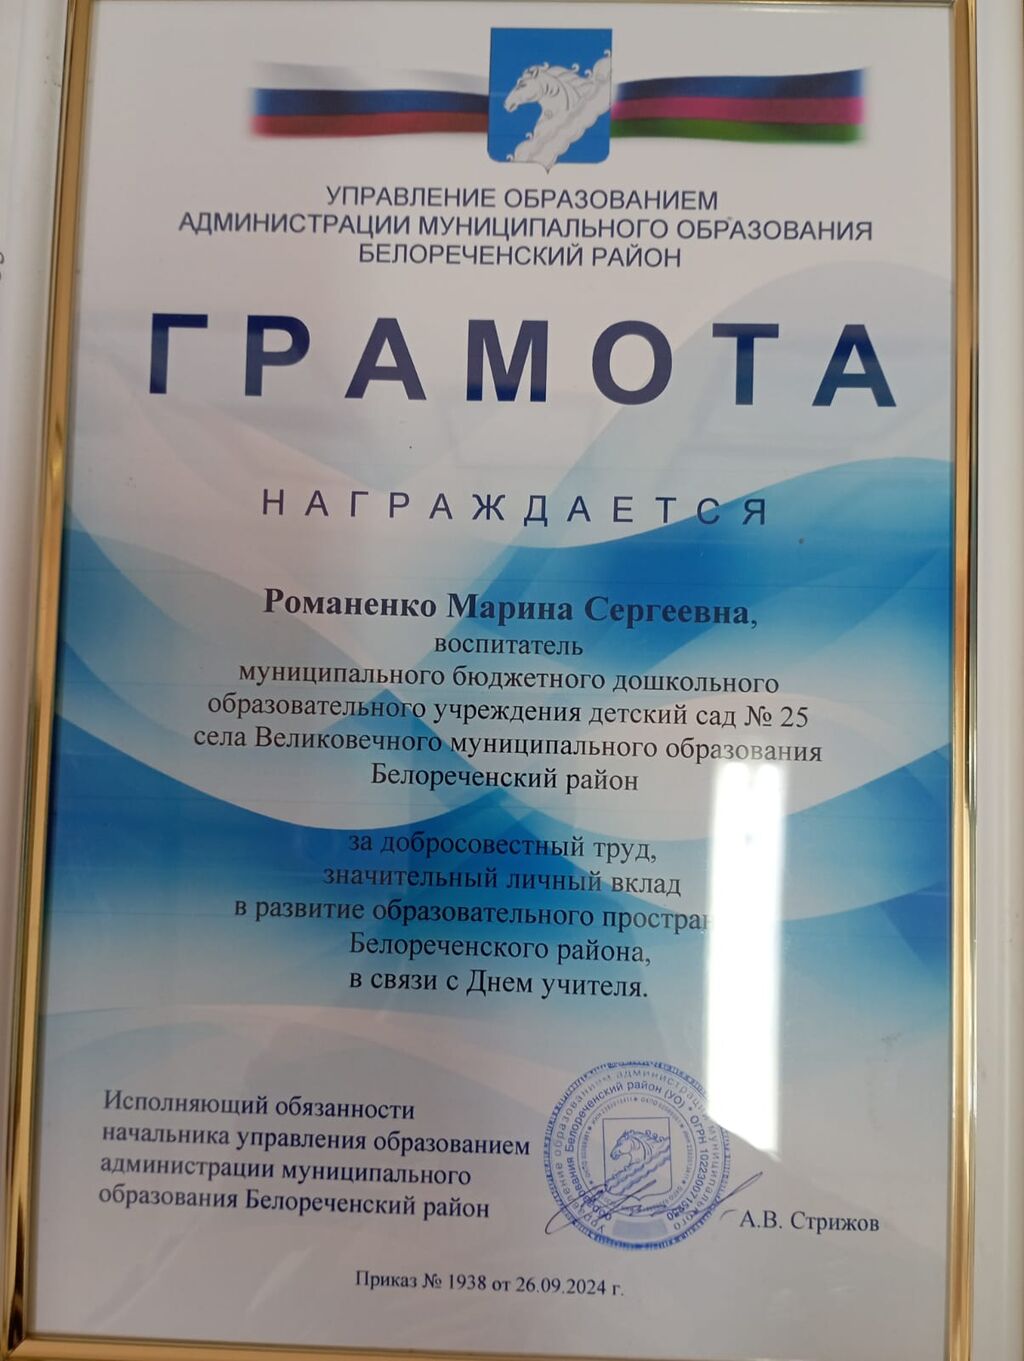 УПРАВЛЕНИЕ ОБРАЗОВАНИЕМ
АДМИНИСТРАЦИИ МУНИЦИПАЛЬНОГО ОБРАЗОВАНИЯ
БЕЛОРЕЧЕНСКИЙ РАЙОН
ГРАМОТА
НАГРАЖДАЕТСЯ
Романенко Марина Сергеевна,
воспитатель
муниципального бюджетного дошкольного
образовательного учреждения детский сад № 25
села Великовечного муниципального образования
Белореченский район
за добросовестный труд,
значительный личный вклад
в развитие образовательного
Белореченского района,
в связи с Днем учителя.
Исполняющий обязанности
начальника управления образованием
администрации муниципального
образования Белореченский район
А.В. Стрижов
Приказ № 1938 от 26.09.2024 г.